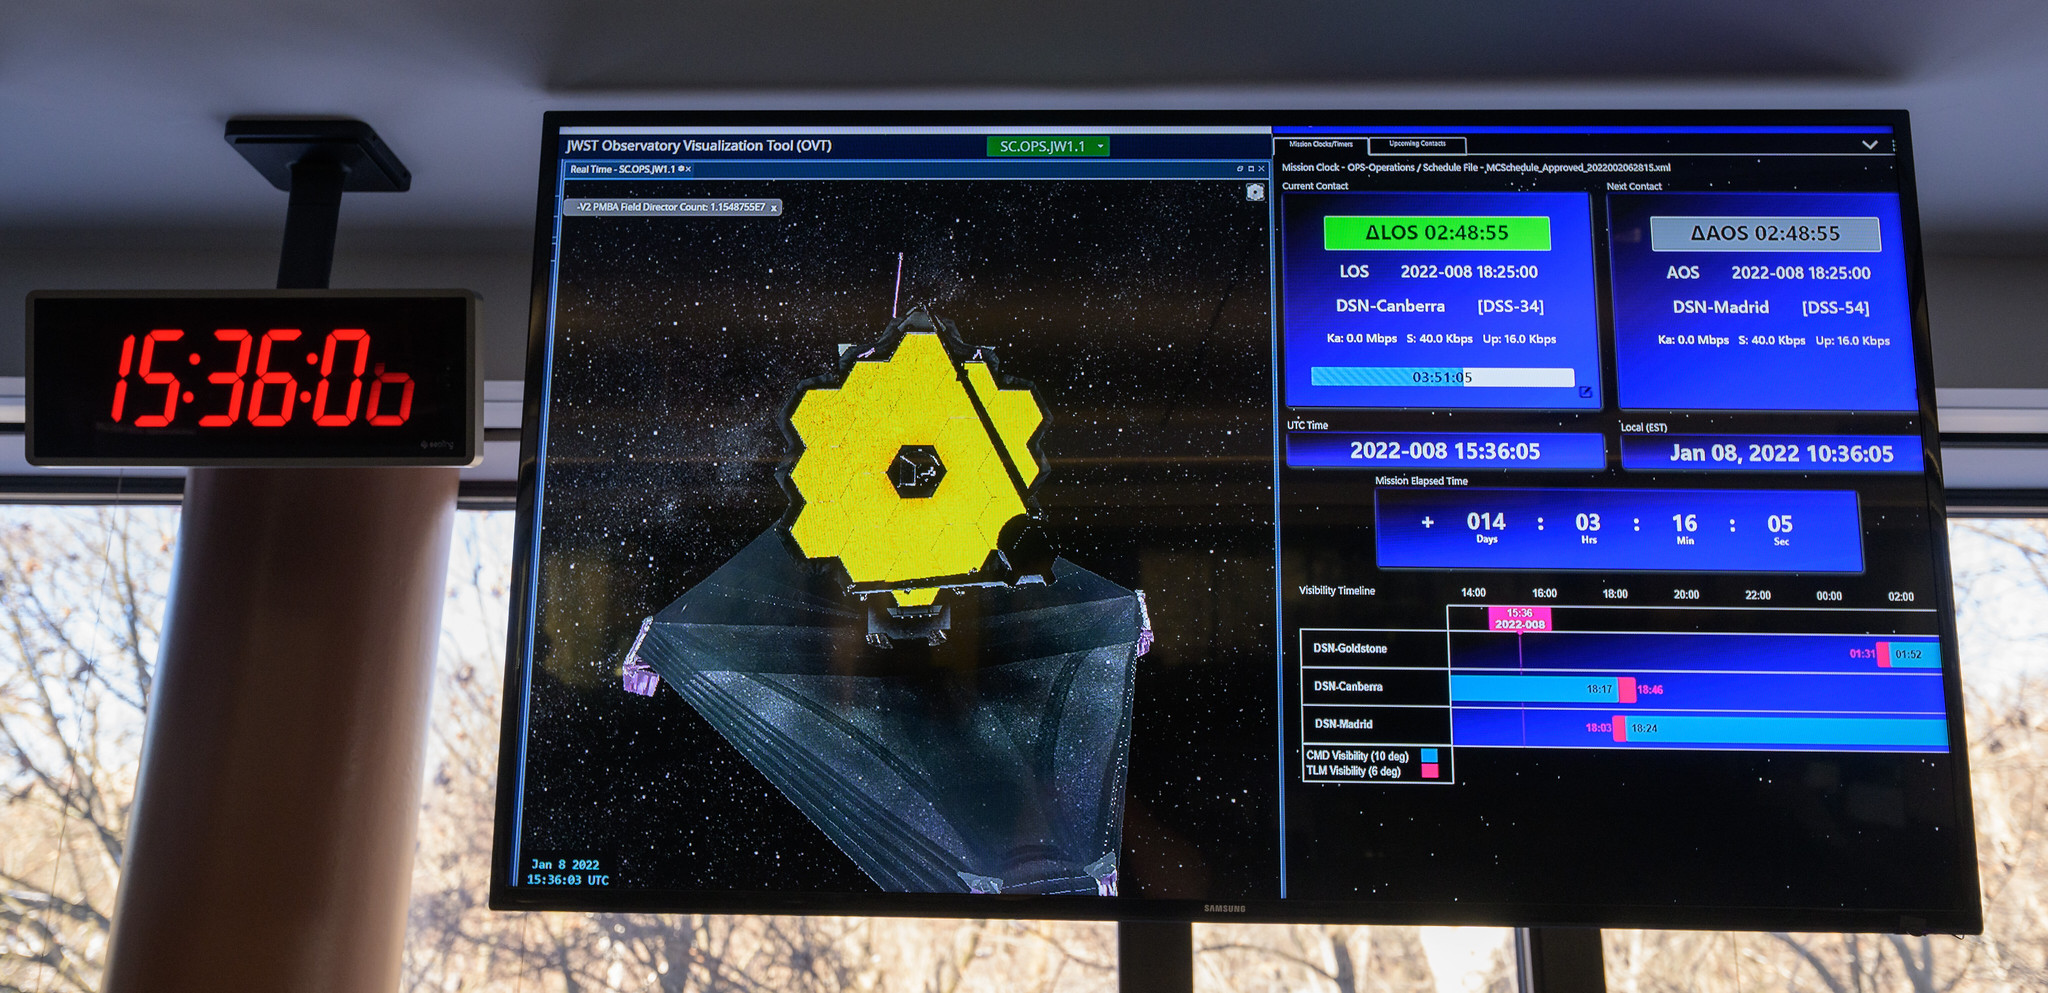 15:36:0
easling
JWST Observatory Visualization Tool (OVT)
SC.OPS.JW1.1
Real Time - SC.OPS.JW1.1
-V2 PMBA Field Director Count: 1.1548755E7 x
Jan 8 2022
15:36:03 UTC
Mission Clocks/Timers
Upcoming Contacts
Mission Clock - OPS-Operations / Schedule File - MCSchedule_Approved_2022002062815.xml
Current Contact
ΔLOS 02:48:55
LOS 2022-008 18:25:00
DSN-Canberra [DSS-34]
Ka: 0.0 Mbps S: 40.0 Kbps Up: 16.0 Kbps
03:51:05
Next Contact
ΔAOS 02:48:55
AOS 2022-008 18:25:00
DSN-Madrid [DSS-54]
Ka: 0.0 Mbps S: 40.0 Kbps Up: 16.0 Kbps
UTC Time
2022-008 15:36:05
Local (EST)
Jan 08, 2022 10:36:05
Mission Elapsed Time
+ 014 : 03 : 16 : 05
Days Hrs Min Sec
Visibility Timeline
14:00 16:00 18:00 20:00 22:00 00:00 02:00
15:36
2022-008
DSN-Goldstone 01:31 01:52
DSN-Canberra 18:17 18:46
DSN-Madrid 18:03 18:24
CMD Visibility (10 deg)
TLM Visibility (6 deg)
SAMSUNG